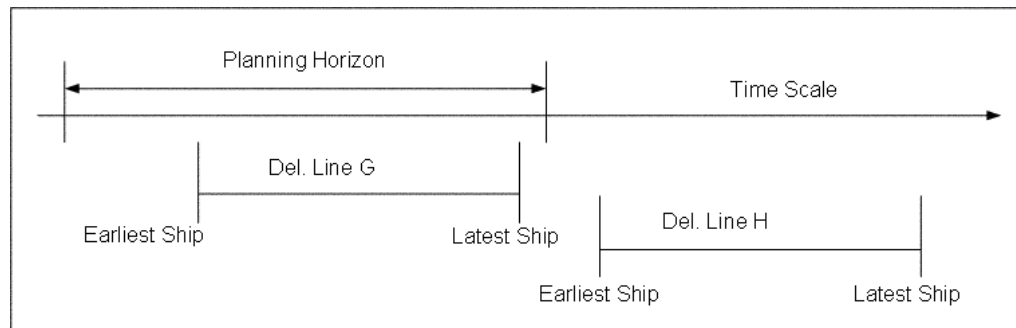 Planning Horizon
Time Scale
Del. Line G
Earliest Ship
Latest Ship
Del. Line H
Earliest Ship
Latest Ship